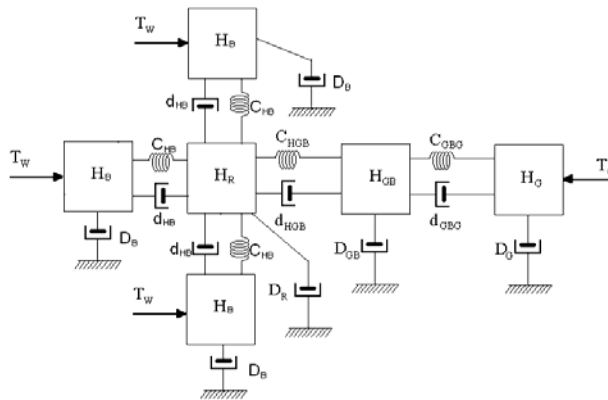 T_W
H_B
D_B
d_HB
C_HB
C_HB
C_HGB
C_GBG
T_W
H_B
H_R
H_GB
H_G
d_HB
d_HGB
d_GBG
D_B
d_HB
C_HB
D_GB
D_G
T_W
H_B
D_R
D_B